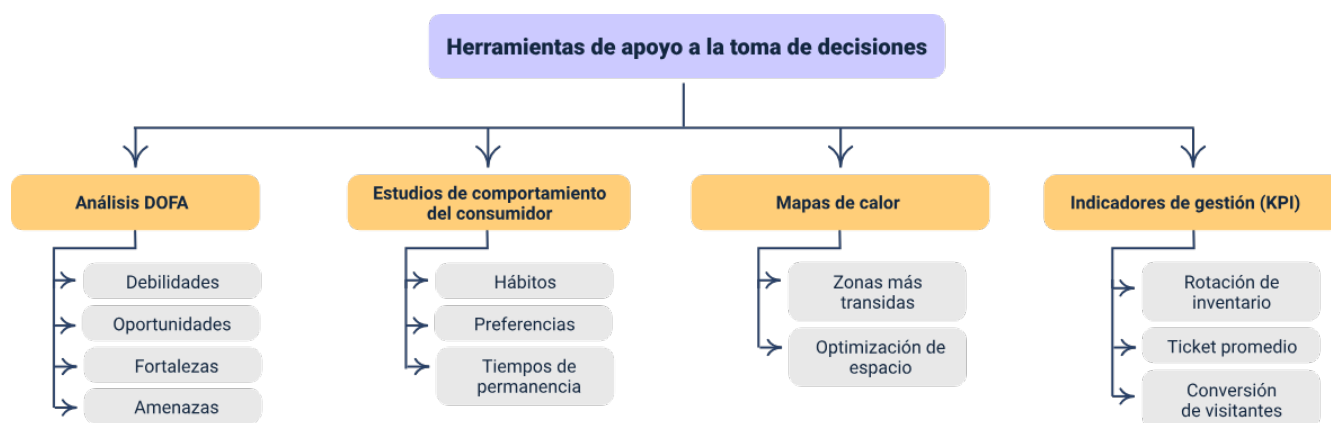 Herramientas de apoyo a la toma de decisiones
Análisis DOFA
Debilidades
Oportunidades
Fortalezas
Amenazas
Estudios de comportamiento
del consumidor
Hábitos
Preferencias
Tiempos de
permanencia
Mapas de calor
Zonas más
transidas
Optimización de
espacio
Indicadores de gestión (KPI)
Rotación de
inventario
Ticket promedio
Conversión
de visitantes